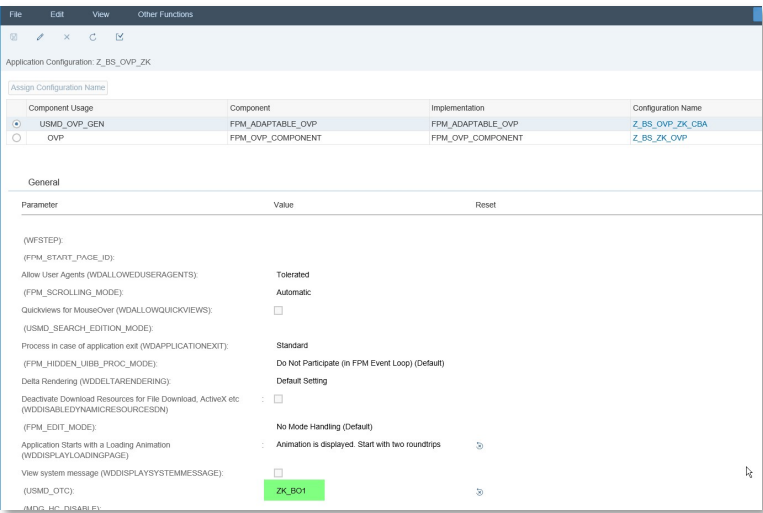 File Edit View Other Functions
Application Configuration: Z_BS_OVP_ZK
Assign Configuration Name
Component Usage Component Implementation Configuration Name
USMD_OVP_GEN FPM_ADAPTABLE_OVP FPM_ADAPTABLE_OVP Z_BS_OVP_ZK_CBA
OVP FPM_OVP_COMPONENT FPM_OVP_COMPONENT Z_BS_ZK_OVP
General
Parameter Value Reset
(WFSTEP):
(FPM_START_PAGE_ID):
Allow User Agents (WDALLOWEDUSERAGENTS): Tolerated
(FPM_SCROLLING_MODE): Automatic
Quickviews for MouseOver (WDALLOWQUICKVIEWS):
(USMD_SEARCH_EDITION_MODE):
Process in case of application exit (WDAPPLICATIONEXIT): Standard
(FPM_HIDDEN_UIBB_PROC_MODE): Do Not Participate (in FPM Event Loop) (Default)
Delta Rendering (WDDELTARENDERING): Default Setting
Deactivate Download Resources for File Download, ActiveX etc :
(WDDISABLEDYNAMICRESOURCESDN)
(FPM_EDIT_MODE): No Mode Handling (Default)
Application Starts with a Loading Animation : Animation is displayed. Start with two roundtrips
(WDDISPLAYLOADINGPAGE)
View system message (WDDISPLAYSYSTEMMESSAGE):
(USMD_OTC): ZK_BO1
(MDG_HC_DISABLE):